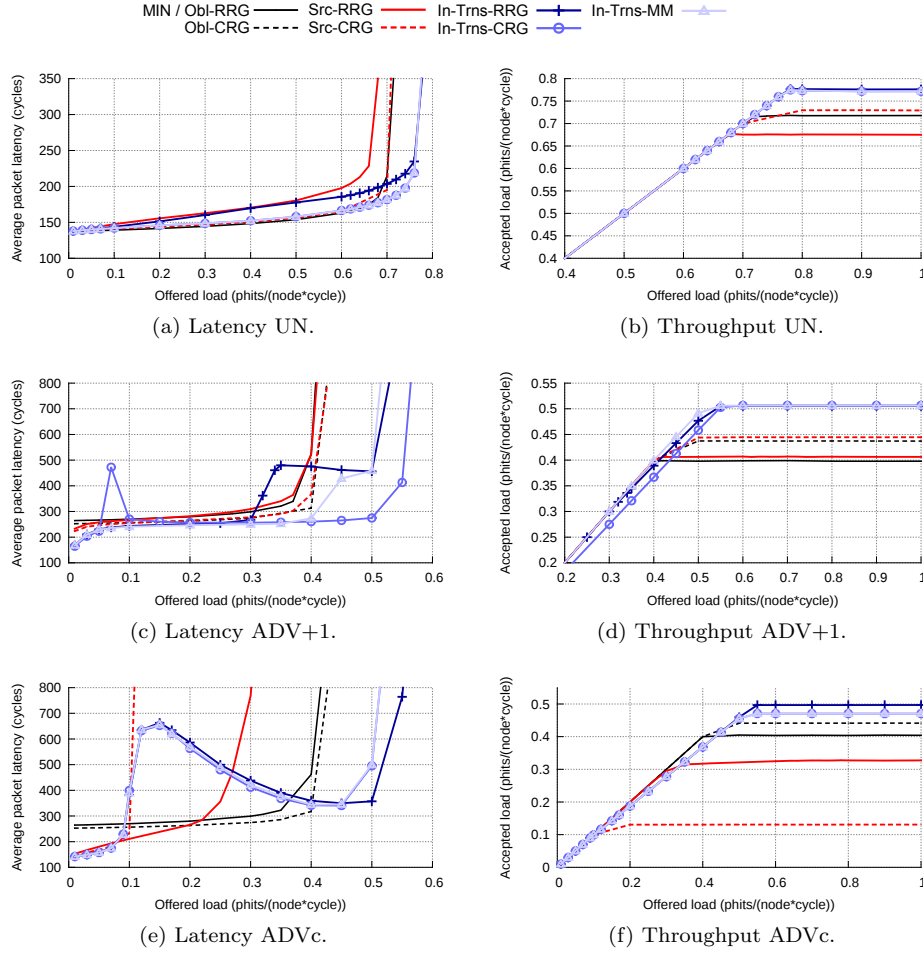 MIN / Obl-RRG Src-RRG In-Trns-RRG In-Trns-MM
Obl-CRG Src-CRG In-Trns-CRG
Average packet latency (cycles)
350
300
250
200
150
100
0 0.1 0.2 0.3 0.4 0.5 0.6 0.7 0.8
Offered load (phits/(node*cycle))
(a) Latency UN.
Accepted load (phits/(node*cycle))
0.8
0.75
0.7
0.65
0.6
0.55
0.5
0.45
0.4
0.4 0.5 0.6 0.7 0.8 0.9 1
Offered load (phits/(node*cycle))
(b) Throughput UN.
Average packet latency (cycles)
800
700
600
500
400
300
200
100
0 0.1 0.2 0.3 0.4 0.5 0.6
Offered load (phits/(node*cycle))
(c) Latency ADV+1.
Accepted load (phits/(node*cycle))
0.55
0.5
0.45
0.4
0.35
0.3
0.25
0.2
0.2 0.3 0.4 0.5 0.6 0.7 0.8 0.9 1
Offered load (phits/(node*cycle))
(d) Throughput ADV+1.
Average packet latency (cycles)
800
700
600
500
400
300
200
100
0 0.1 0.2 0.3 0.4 0.5 0.6
Offered load (phits/(node*cycle))
(e) Latency ADVc.
Accepted load (phits/(node*cycle))
0.5
0.4
0.3
0.2
0.1
0
0 0.2 0.4 0.6 0.8 1
Offered load (phits/(node*cycle))
(f) Throughput ADVc.